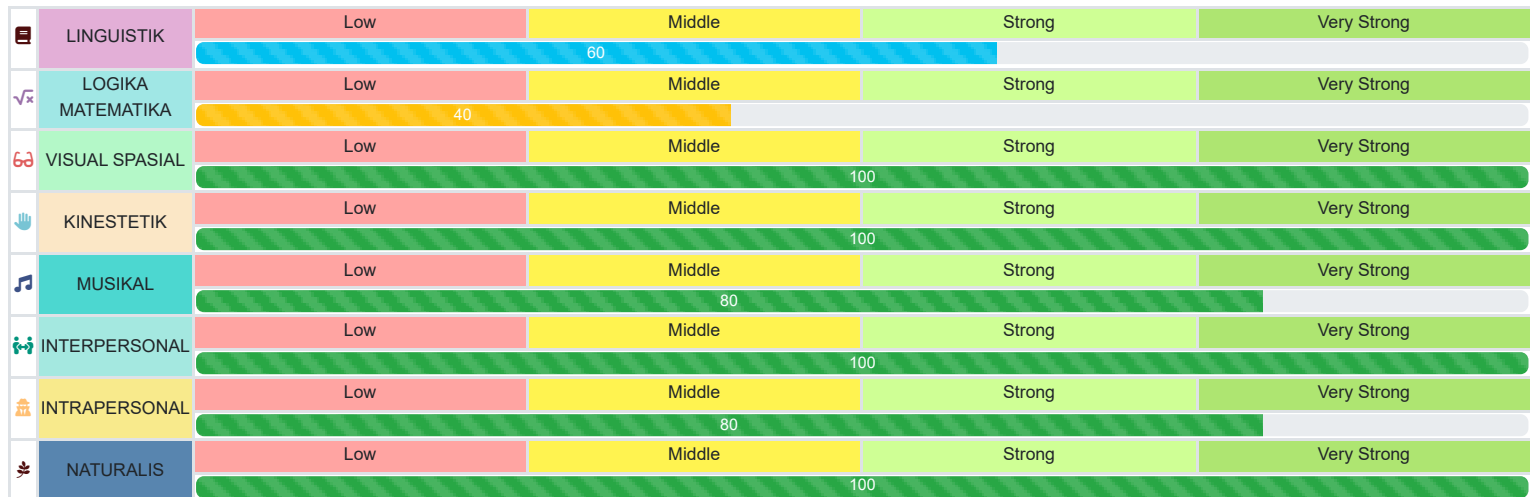 Low Middle Strong Very Strong
LINGUISTIK
60
LOGIKA
MATEMATIKA
Low Middle Strong Very Strong
40
Low Middle Strong Very Strong
VISUAL SPASIAL
100
Low Middle Strong Very Strong
KINESTETIK
100
Low Middle Strong Very Strong
MUSIKAL
80
Low Middle Strong Very Strong
INTERPERSONAL
100
Low Middle Strong Very Strong
INTRAPERSONAL
80
Low Middle Strong Very Strong
NATURALIS
100